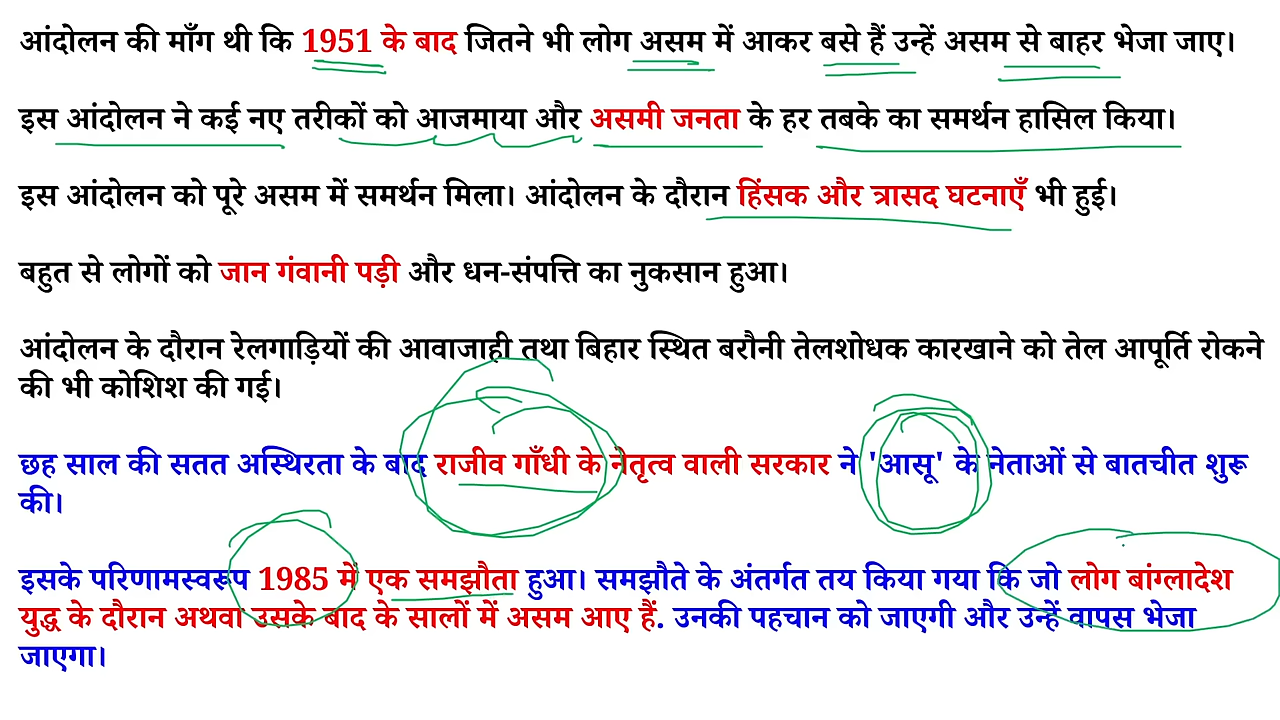 आंदोलन की माँग थी कि 1951 के बाद जितने भी लोग असम में आकर बसे हैं उन्हें असम से बाहर भेजा जाए।
इस आंदोलन ने कई नए तरीकों को आजमाया और असमी जनता के हर तबके का समर्थन हासिल किया।
इस आंदोलन को पूरे असम में समर्थन मिला। आंदोलन के दौरान हिंसक और त्रासद घटनाएँ भी हुई।
बहुत से लोगों को जान गंवानी पड़ी और धन-संपत्ति का नुकसान हुआ।
आंदोलन के दौरान रेलगाड़ियों की आवाजाही तथा बिहार स्थित बरौनी तेलशोधक कारखाने को तेल आपूर्ति रोकने
की भी कोशिश की गई।
छह साल की सतत अस्थिरता के बाद राजीव गाँधी के नेतृत्व वाली सरकार ने 'आसू' के नेताओं से बातचीत शुरू
की।
इसके परिणामस्वरूप 1985 में एक समझौता हुआ। समझौते के अंतर्गत तय किया गया कि जो लोग बांग्लादेश
युद्ध के दौरान अथवा उसके बाद के सालों में असम आए हैं. उनकी पहचान को जाएगी और उन्हें वापस भेजा
जाएगा।